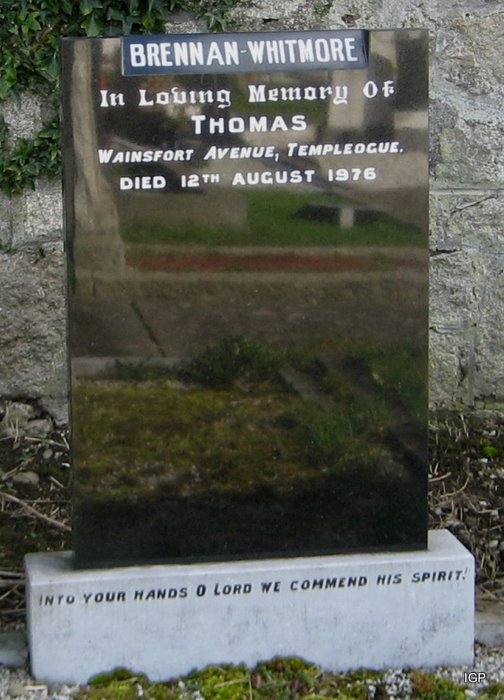 BRENNAN-WHITMORE
In Loving Memory Of
THOMAS
WAINSFORT AVENUE, TEMPLEOGUE.
DIED 12TH AUGUST 1976
INTO YOUR HANDS O LORD WE COMMEND HIS SPIRIT!
IGP